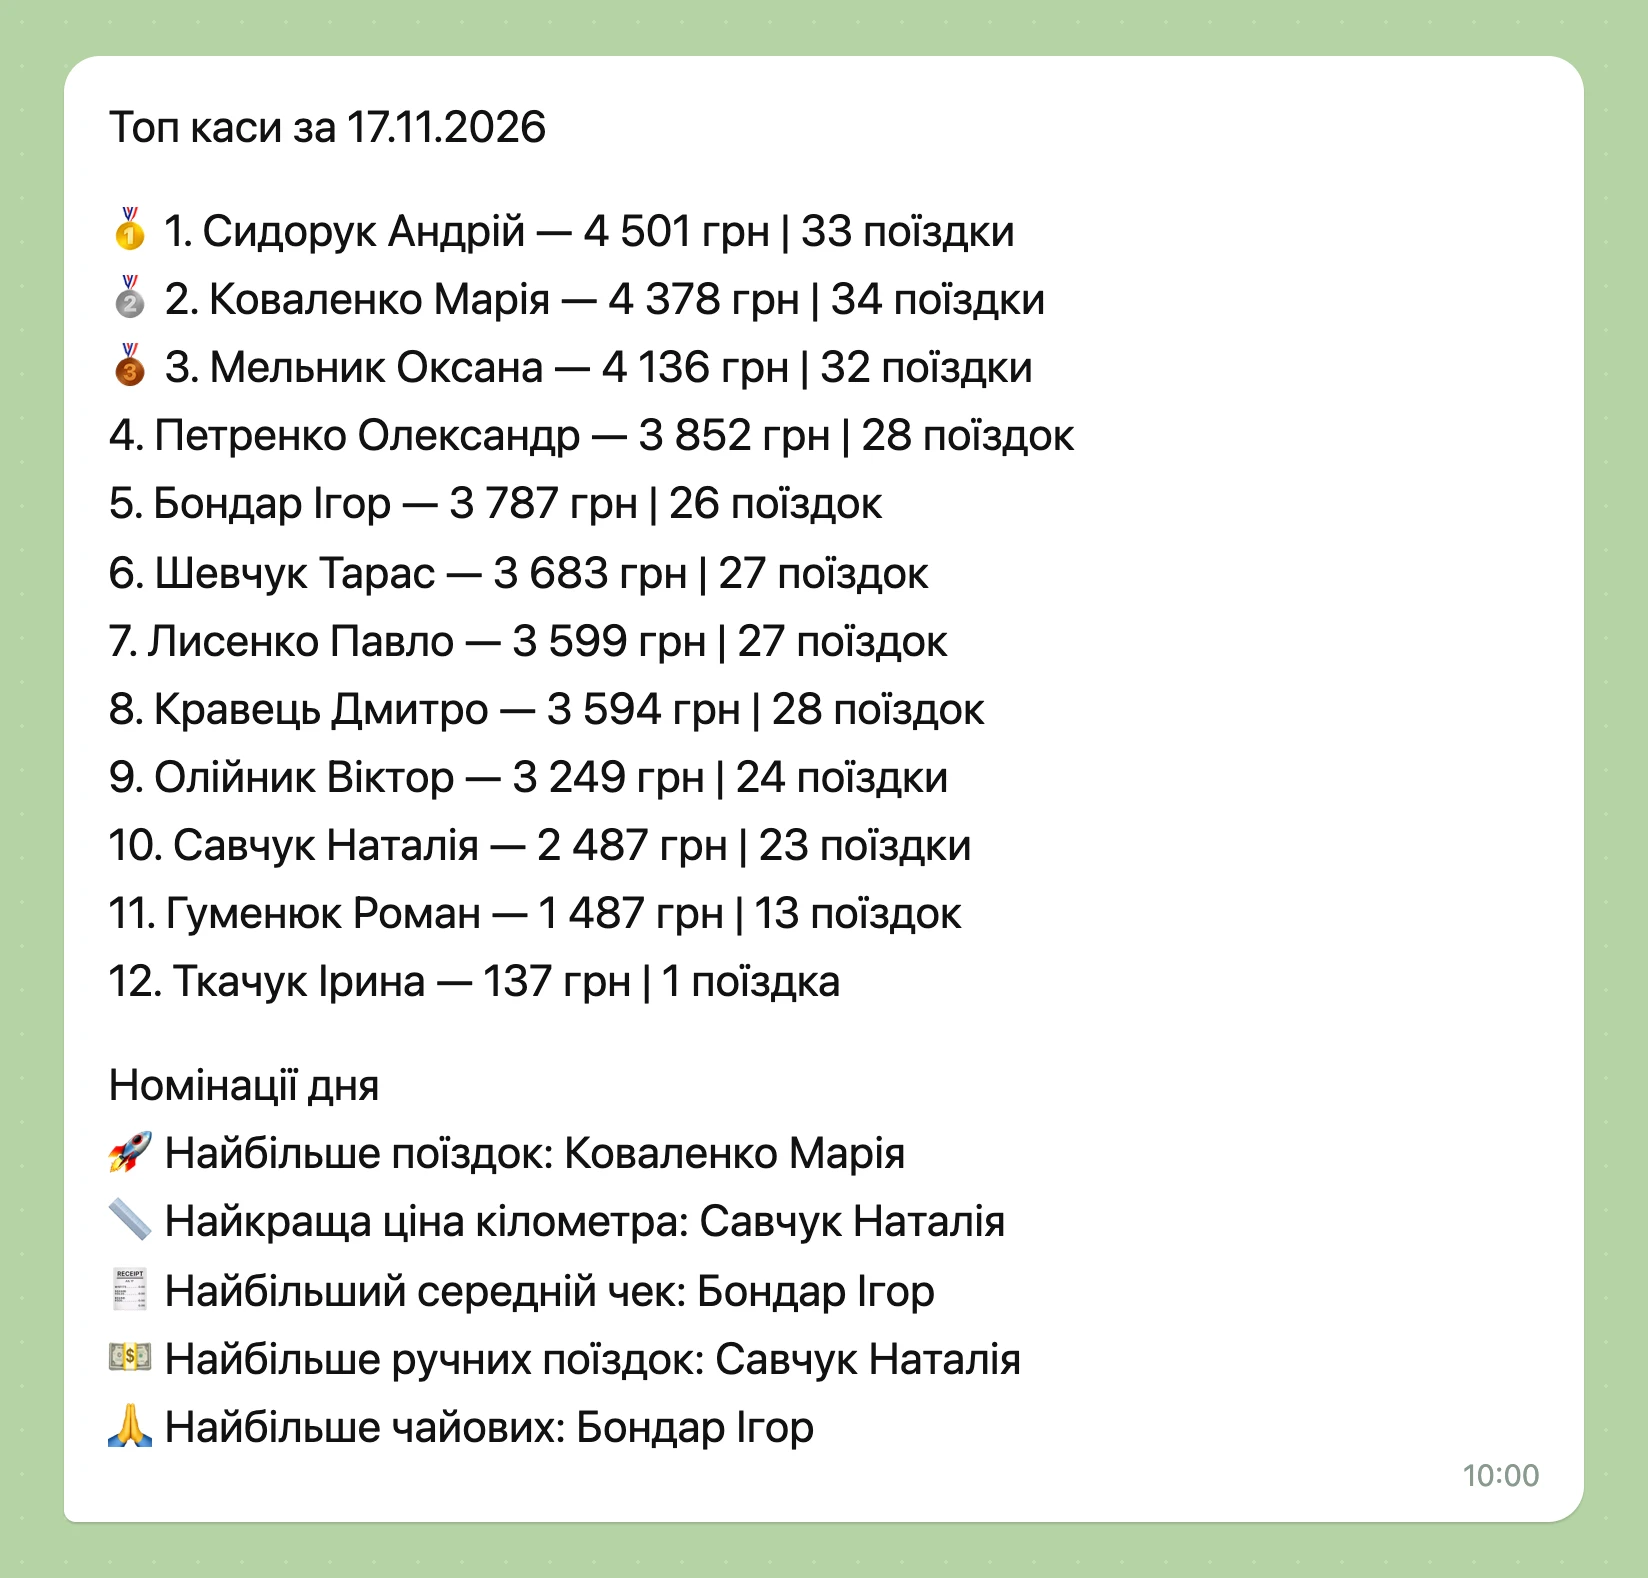 Топ каси за 17.11.2026
🥇 1. Сидорук Андрій — 4 501 грн | 33 поїздки
🥈 2. Коваленко Марія — 4 378 грн | 34 поїздки
🥉 3. Мельник Оксана — 4 136 грн | 32 поїздки
4. Петренко Олександр — 3 852 грн | 28 поїздок
5. Бондар Ігор — 3 787 грн | 26 поїздок
6. Шевчук Тарас — 3 683 грн | 27 поїздок
7. Лисенко Павло — 3 599 грн | 27 поїздок
8. Кравець Дмитро — 3 594 грн | 28 поїздок
9. Олійник Віктор — 3 249 грн | 24 поїздки
10. Савчук Наталія — 2 487 грн | 23 поїздки
11. Гуменюк Роман — 1 487 грн | 13 поїздок
12. Ткачук Ірина — 137 грн | 1 поїздка
Номінації дня
🚀 Найбільше поїздок: Коваленко Марія
📏 Найкраща ціна кілометра: Савчук Наталія
🧾 Найбільший середній чек: Бондар Ігор
💵 Найбільше ручних поїздок: Савчук Наталія
🙏 Найбільше чайових: Бондар Ігор
10:00